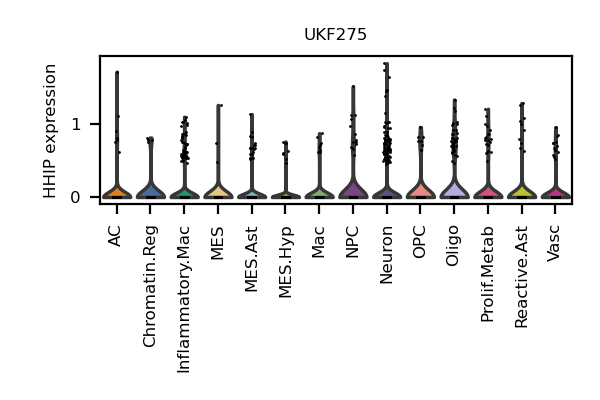 UKF275
HHIP expression
1
0
AC
Chromatin.Reg
Inflammatory.Mac
MES
MES.Ast
MES.Hyp
Mac
NPC
Neuron
OPC
Oligo
Prolif.Metab
Reactive.Ast
Vasc